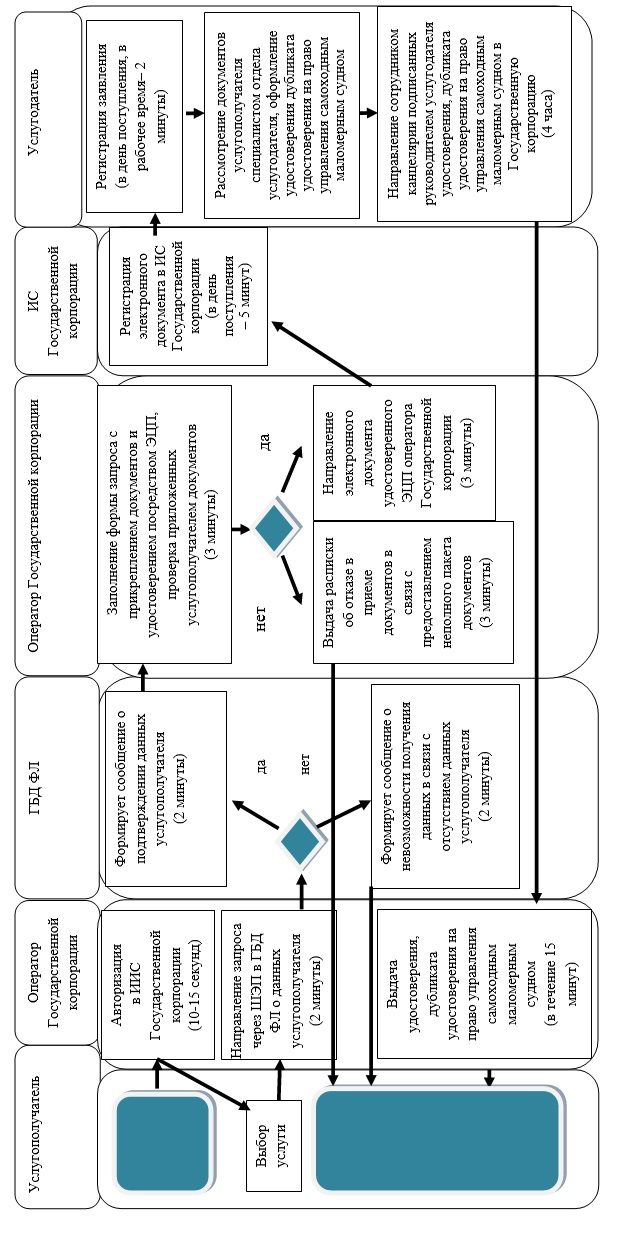 Услугополучатель
Оператор
Государственной
корпорации
ГБД ФЛ
Оператор Государственной корпорации
ИС
Государственной
корпорации
Услугодатель
Авторизация
в ИИС
Государственной
корпорации
(10-15 секунд)
Выбор
услуги
Направление запроса
через ШЭП в ГБД
ФЛ о данных
услугополучателя
(2 минуты)
Формирует сообщение о
подтверждении данных
услугополучателя
(2 минуты)
да
нет
Формирует сообщение о
невозможности получения
данных в связи с
отсутствием данных
услугополучателя
(2 минуты)
Заполнение формы запроса с
прикреплением документов и
удостоверением посредством ЭЦП,
проверка приложенных
услугополучателем документов
(3 минуты)
нет
да
Выдача расписки
об отказе в
приеме
документов в
связи с
предоставлением
неполного пакета
документов
(3 минуты)
Направление
электронного
документа
удостоверенного
ЭЦП оператора
Государственной
корпорации
(3 минуты)
Регистрация
электронного
документа в ИС
Государственной
корпорации
(в день
поступления
– 5 минут)
Регистрация заявления
(в день поступления, в
рабочее время– 2
минуты)
Рассмотрение документов
услугополучателя
специалистом отдела
услугодателя, оформление
удостоверения дубликата
удостоверения на право
управления самоходным
маломерным судном
Направление сотрудником
канцелярии подписанных
руководителем услугодателя
удостоверения, дубликата
удостоверения на право
управления самоходным
маломерным судном в
Государственную
корпорацию
(4 часа)
Выдача
удостоверения,
дубликата
удостоверения на
право управления
самоходным
маломерным
судном
(в течение 15
минут)